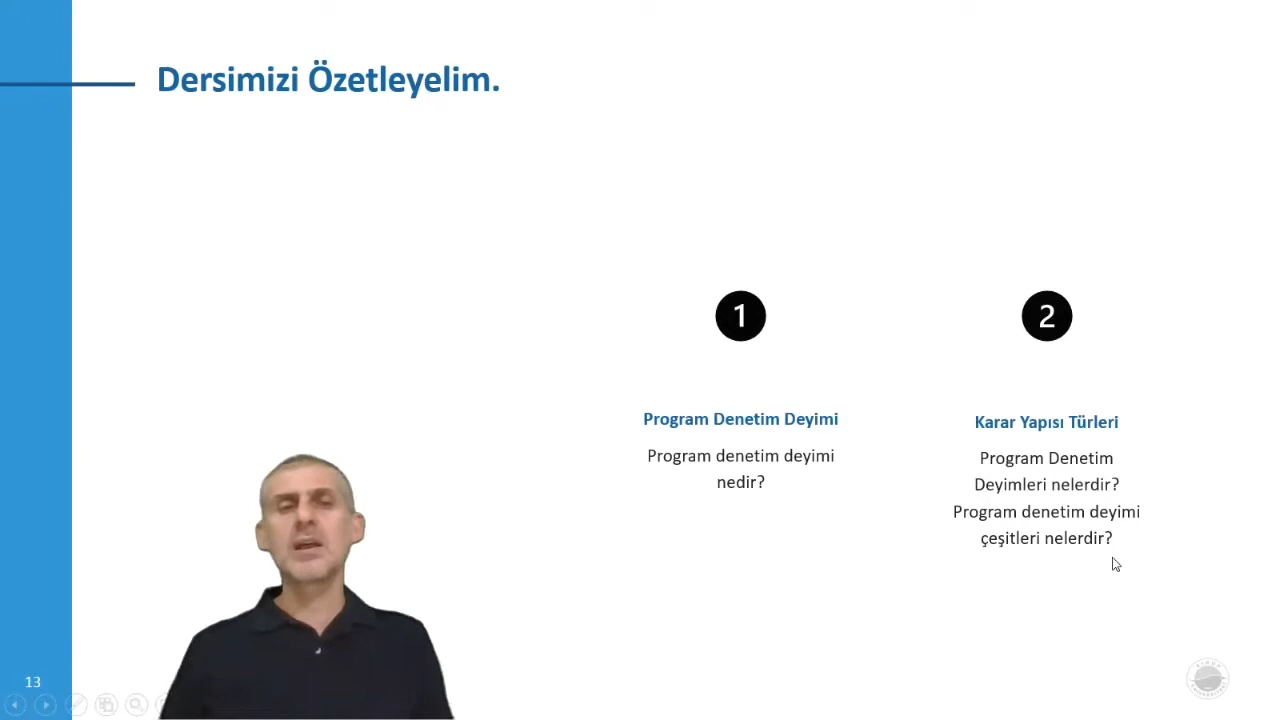 Dersimizi Özetleyelim.
1
2
Program Denetim Deyimi
Program denetim deyimi
nedir?
Karar Yapısı Türleri
Program Denetim
Deyimleri nelerdir?
Program denetim deyimi
çeşitleri nelerdir?
13